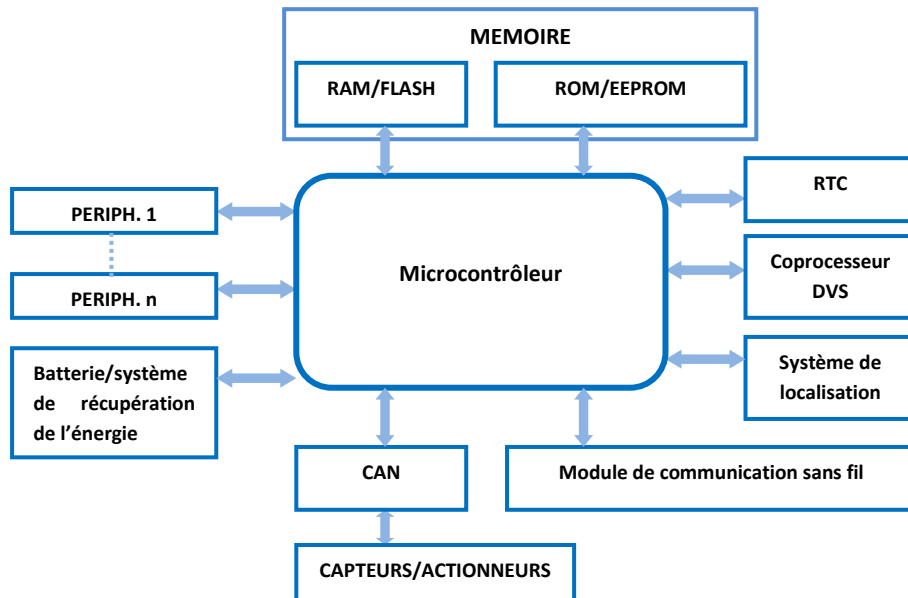 MEMOIRE
RAM/FLASH
ROM/EEPROM
PERIPH. 1
PERIPH. n
Batterie/système
de récupération
de l’énergie
Microcontrôleur
RTC
Coprocesseur
DVS
Système de
localisation
CAN
Module de communication sans fil
CAPTEURS/ACTIONNEURS